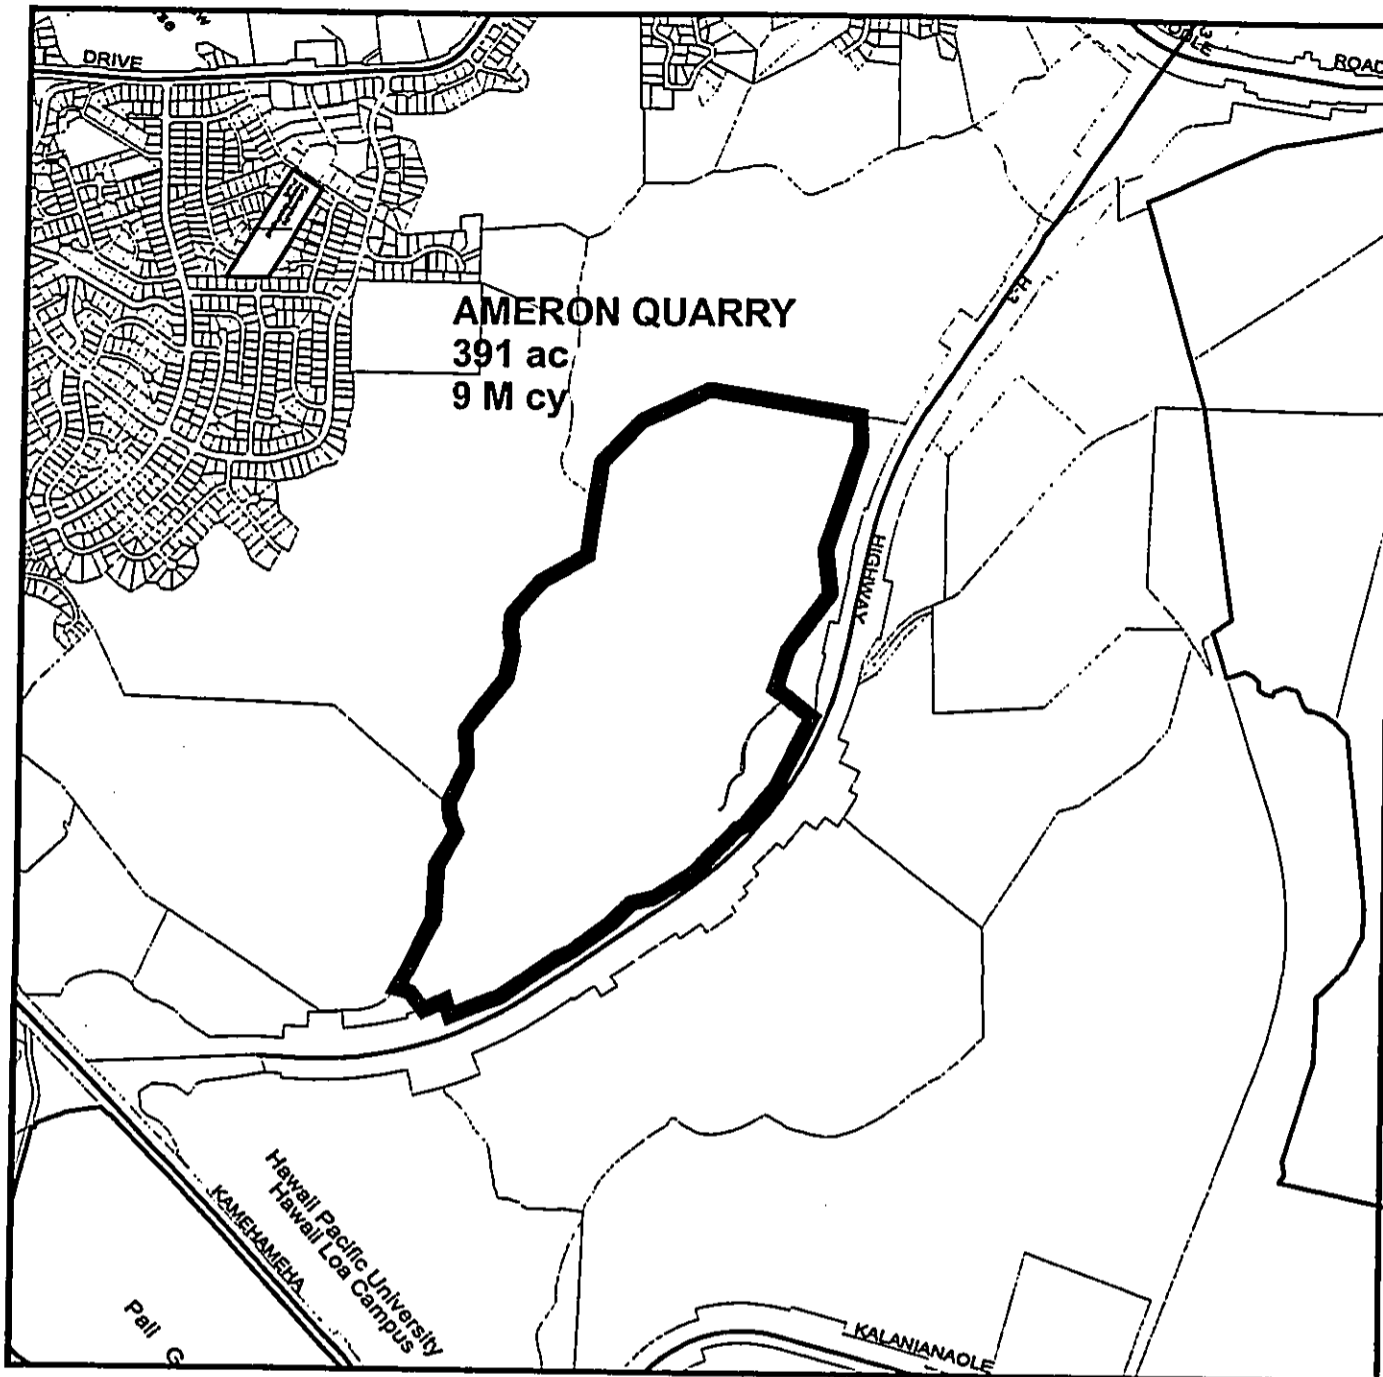 DRIVE
ROAD
AMERON QUARRY
391 ac
9 M cy
H-3
HIGHWAY
Hawaii Pacific University
Hawaii Loa Campus
KAMEHAMEHA
Pali G
KALANIANAOLE